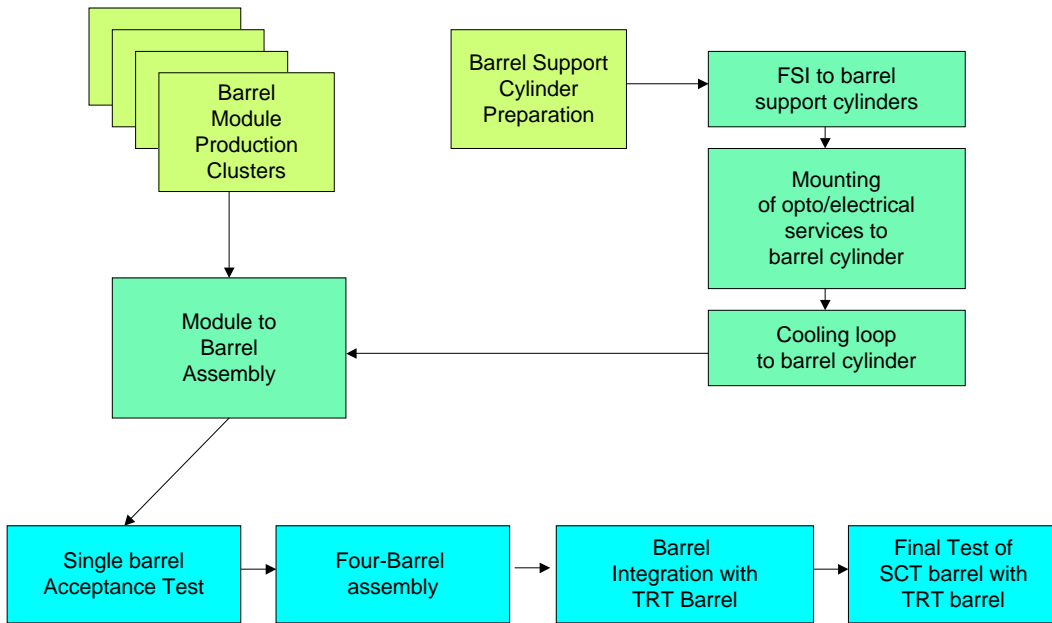 Barrel
Module
Production
Clusters
Barrel Support
Cylinder
Preparation
FSI to barrel
support cylinders
Mounting
of opto/electrical
services to
barrel cylinder
Cooling loop
to barrel cylinder
Module to
Barrel
Assembly
Single barrel
Acceptance Test
Four-Barrel
assembly
Barrel
Integration with
TRT Barrel
Final Test of
SCT barrel with
TRT barrel